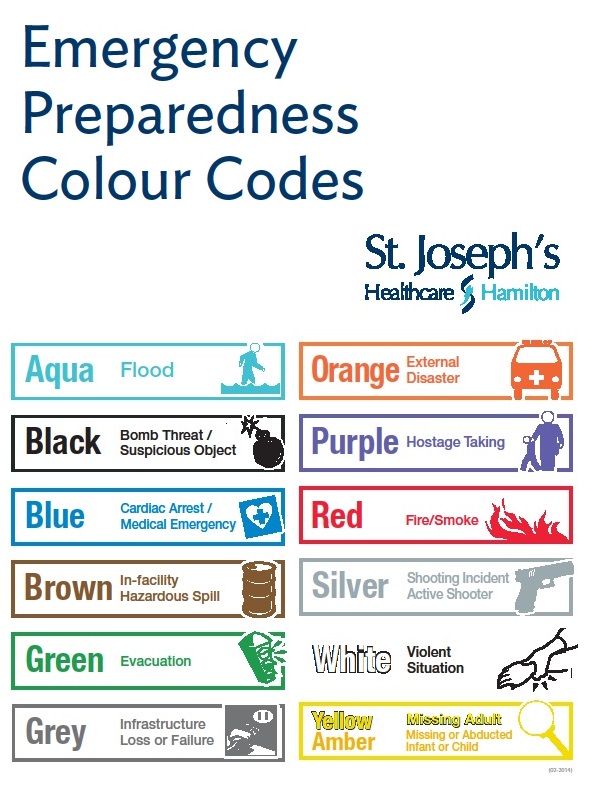 Emergency
Preparedness
Colour Codes
St. Joseph's
Healthcare Hamilton
Aqua Flood
Black Bomb Threat /
Suspicious Object
Blue Cardiac Arrest /
Medical Emergency
Brown In-facility
Hazardous Spill
Green Evacuation
Grey Infrastructure
Loss or Failure
Orange External
Disaster
Purple Hostage Taking
Red Fire/Smoke
Silver Shooting Incident
Active Shooter
White Violent
Situation
Yellow Missing Adult
Amber Missing or Abducted
Infant or Child
(03-2014)